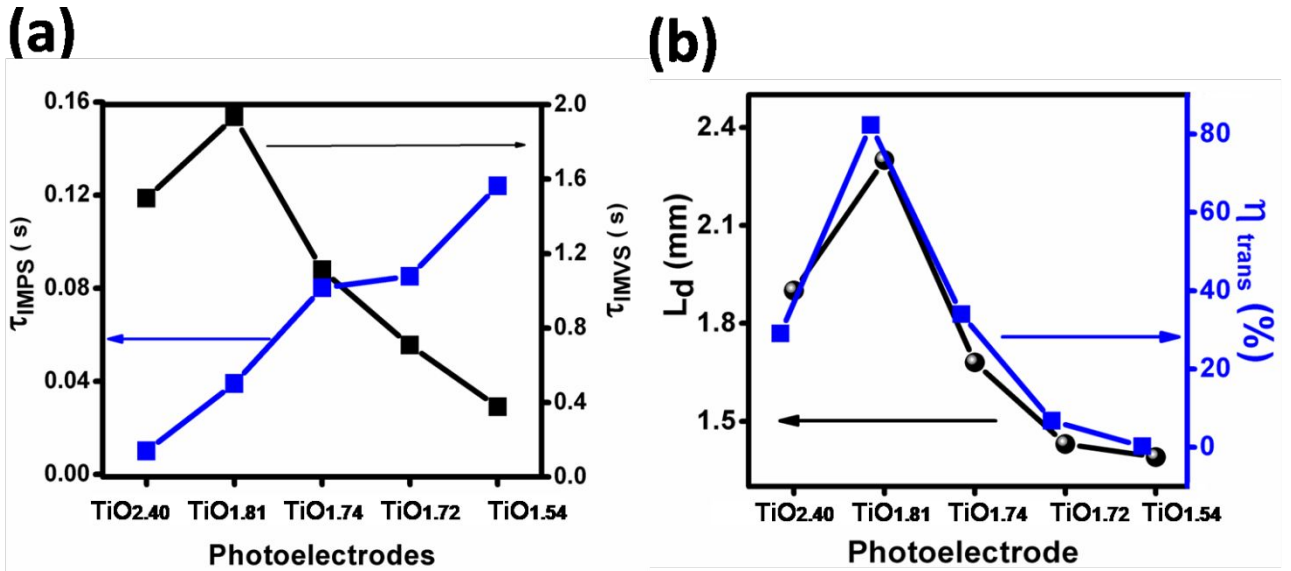 (a)
τIMPS (s)
0.16
0.12
0.08
0.04
0.00
2.0
1.6
1.2
0.8
0.4
0.0
τIMVS (s)
TiO2.40 TiO1.81 TiO1.74 TiO1.72 TiO1.54
Photoelectrodes
(b)
Ld (mm)
2.4
2.1
1.8
1.5
80
60
40
20
0
η trans (%)
TiO2.40 TiO1.81 TiO1.74 TiO1.72 TiO1.54
Photoelectrode